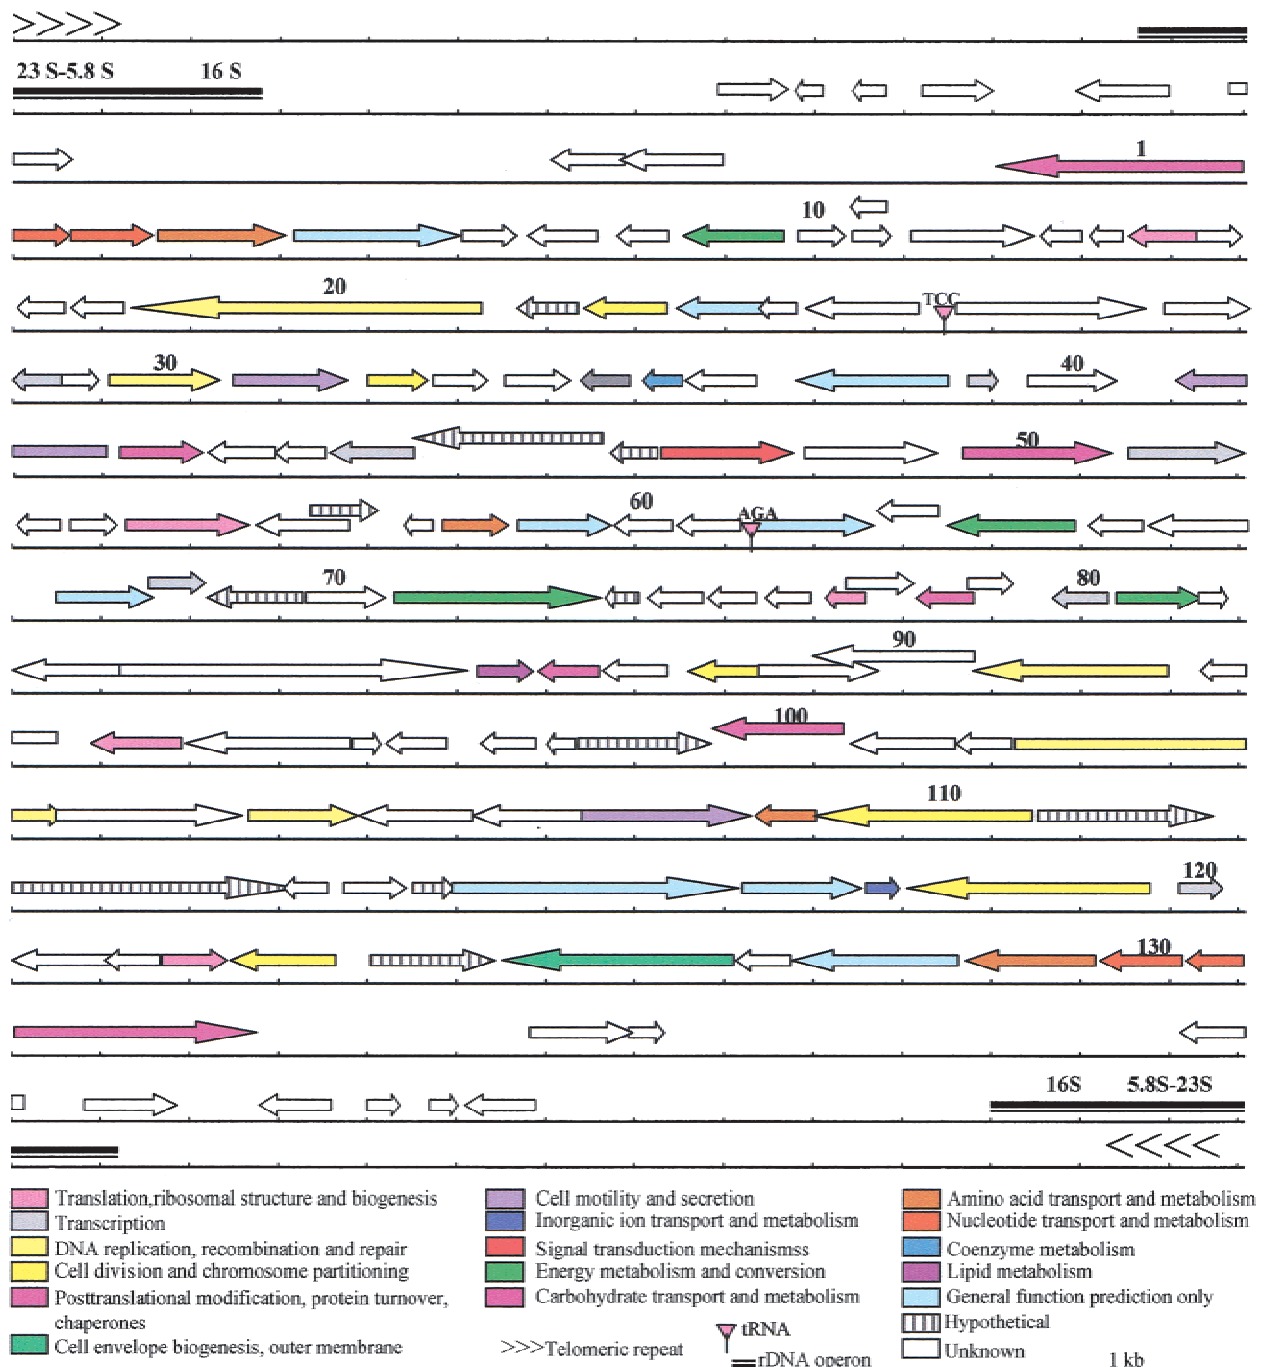 23 S-5.8 S 16 S
1
10
20
TCC
30 40
50
60
AGA
70 80
90
100
110
120
130
16S 5.8S-23S
Translation,ribosomal structure and biogenesis
Transcription
DNA replication, recombination and repair
Cell division and chromosome partitioning
Posttranslational modification, protein turnover,
chaperones
Cell envelope biogenesis, outer membrane
Cell motility and secretion
Inorganic ion transport and metabolism
Signal transduction mechanismss
Energy metabolism and conversion
Carbohydrate transport and metabolism
>>>>Telomeric repeat
tRNA
rDNA operon
Amino acid transport and metabolism
Nucleotide transport and metabolism
Coenzyme metabolism
Lipid metabolism
General function prediction only
Hypothetical
Unknown
1 kb